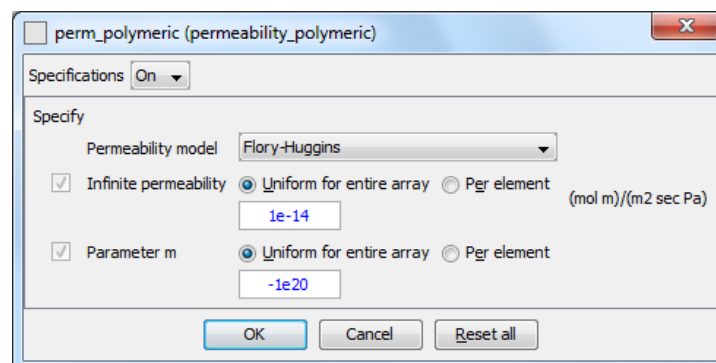 perm_polymeric (permeability_polymeric)
Specifications On
Specify
Permeability model Flory-Huggins
Infinite permeability Uniform for entire array Per element (mol m)/(m2 sec Pa)
1e-14
Parameter m Uniform for entire array Per element
-1e20
OK Cancel Reset all